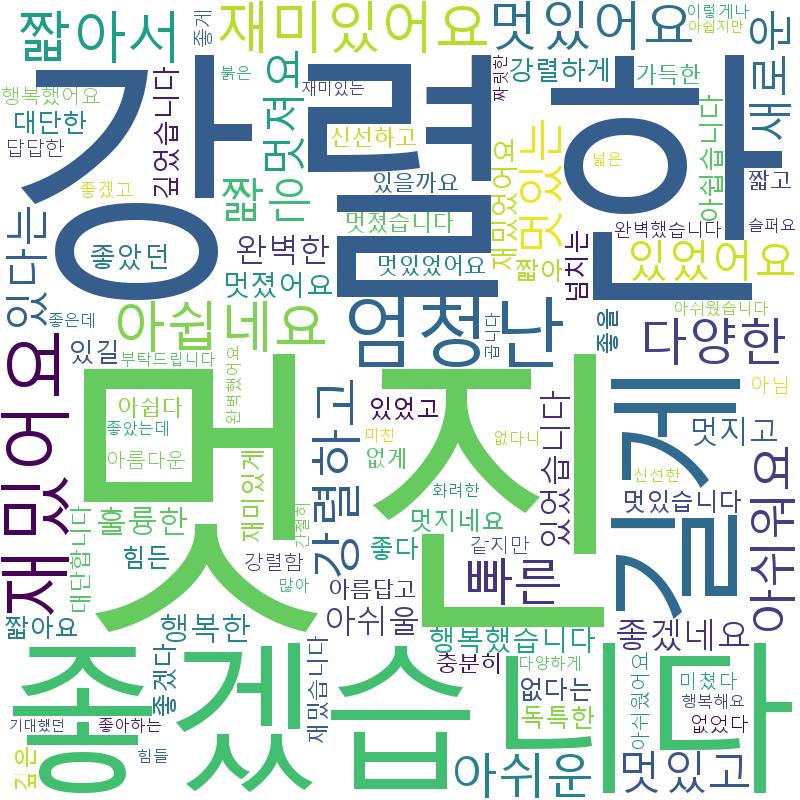 짧아서
좋게
재미있어요
멋있어요
이렇게나
아쉽지만
새로운
강렬한
행복했어요
대단한
답답한
깊었습니다
좋겠고
붉은
멋져요
재미있는
신선하고
짜릿한
강렬하게
가득한
넓은
아쉽습니다
짧고
짧은
있을까요
멋졌습니다
재밌었어요
멋있는
완벽했습니다
슬퍼요
있다는
좋았던
완벽한
멋있었어요
짧아
넘치는
있었어요
멋졌어요
아쉽네요
엄청난
곱니다
좋을
아쉬웠습니다
다양한
좋은데
있길
부탁드립니다
완벽했어요
재밌어요
멋진
아쉽다
좋았는데
아름다운
재미있게
강렬하고
있었고
미친
없게
있었습니다
없다니
길게
아님
멋지고
신선한
멋있습니다
아쉬워요
대단합니다
훌륭한
힘든
간절히
강렬함
많아
화려한
멋지네요
좋다
같지만
빠른
아름답고
아쉬울
짧아요
행복한
행복했습니다
좋겠네요
좋겠습니다
좋겠다
재밌습니다
충분히
다양하게
없다는
독특한
아쉬웠어요
미쳤다
행복해요
없었다
깊은
기대했던
좋아하는
힘들
아쉬운
멋있고